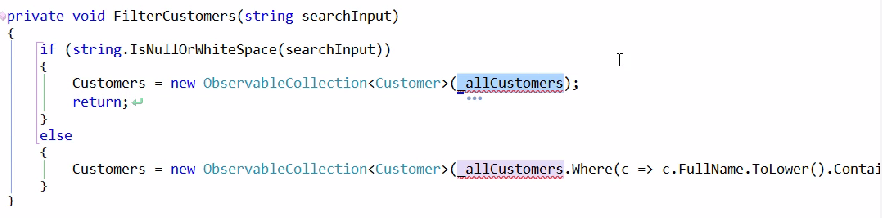 private void FilterCustomers(string searchInput)
{
if (string.IsNullOrWhiteSpace(searchInput))
{
Customers = new ObservableCollection<Customer>(_allCustomers);
return;
}
else
{
Customers = new ObservableCollection<Customer>(_allCustomers.Where(c => c.FullName.ToLower().Contai
}
}